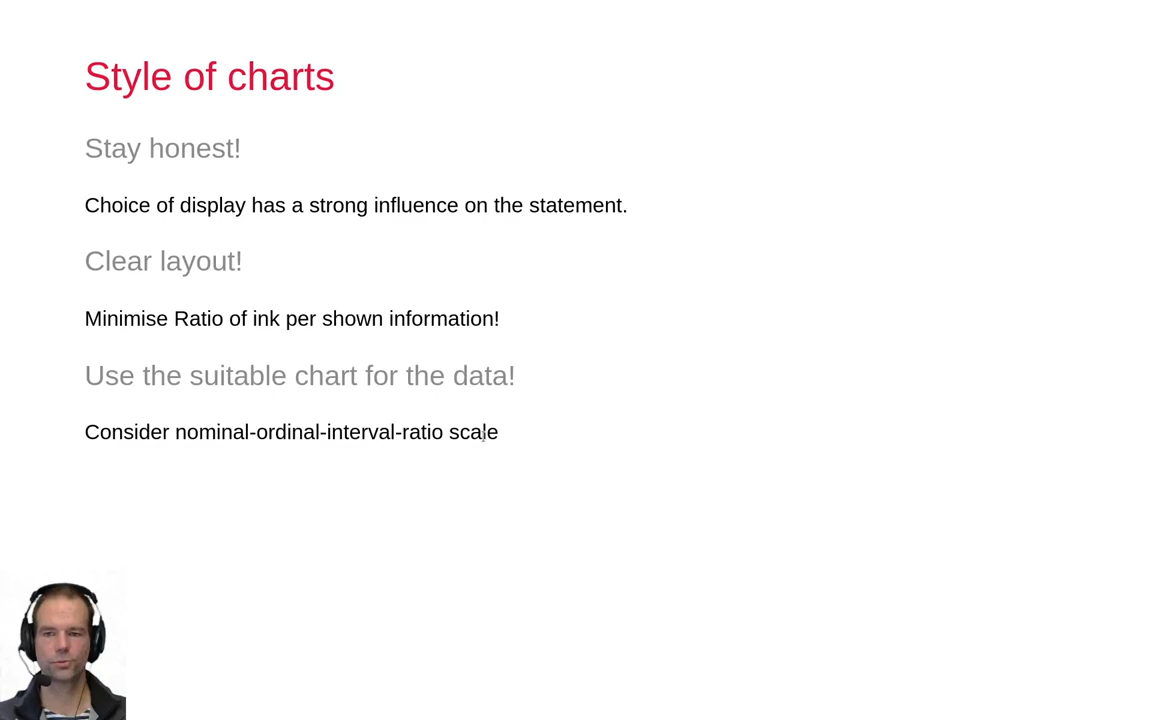 Style of charts
Stay honest!
Choice of display has a strong influence on the statement.
Clear layout!
Minimise Ratio of ink per shown information!
Use the suitable chart for the data!
Consider nominal-ordinal-interval-ratio scale